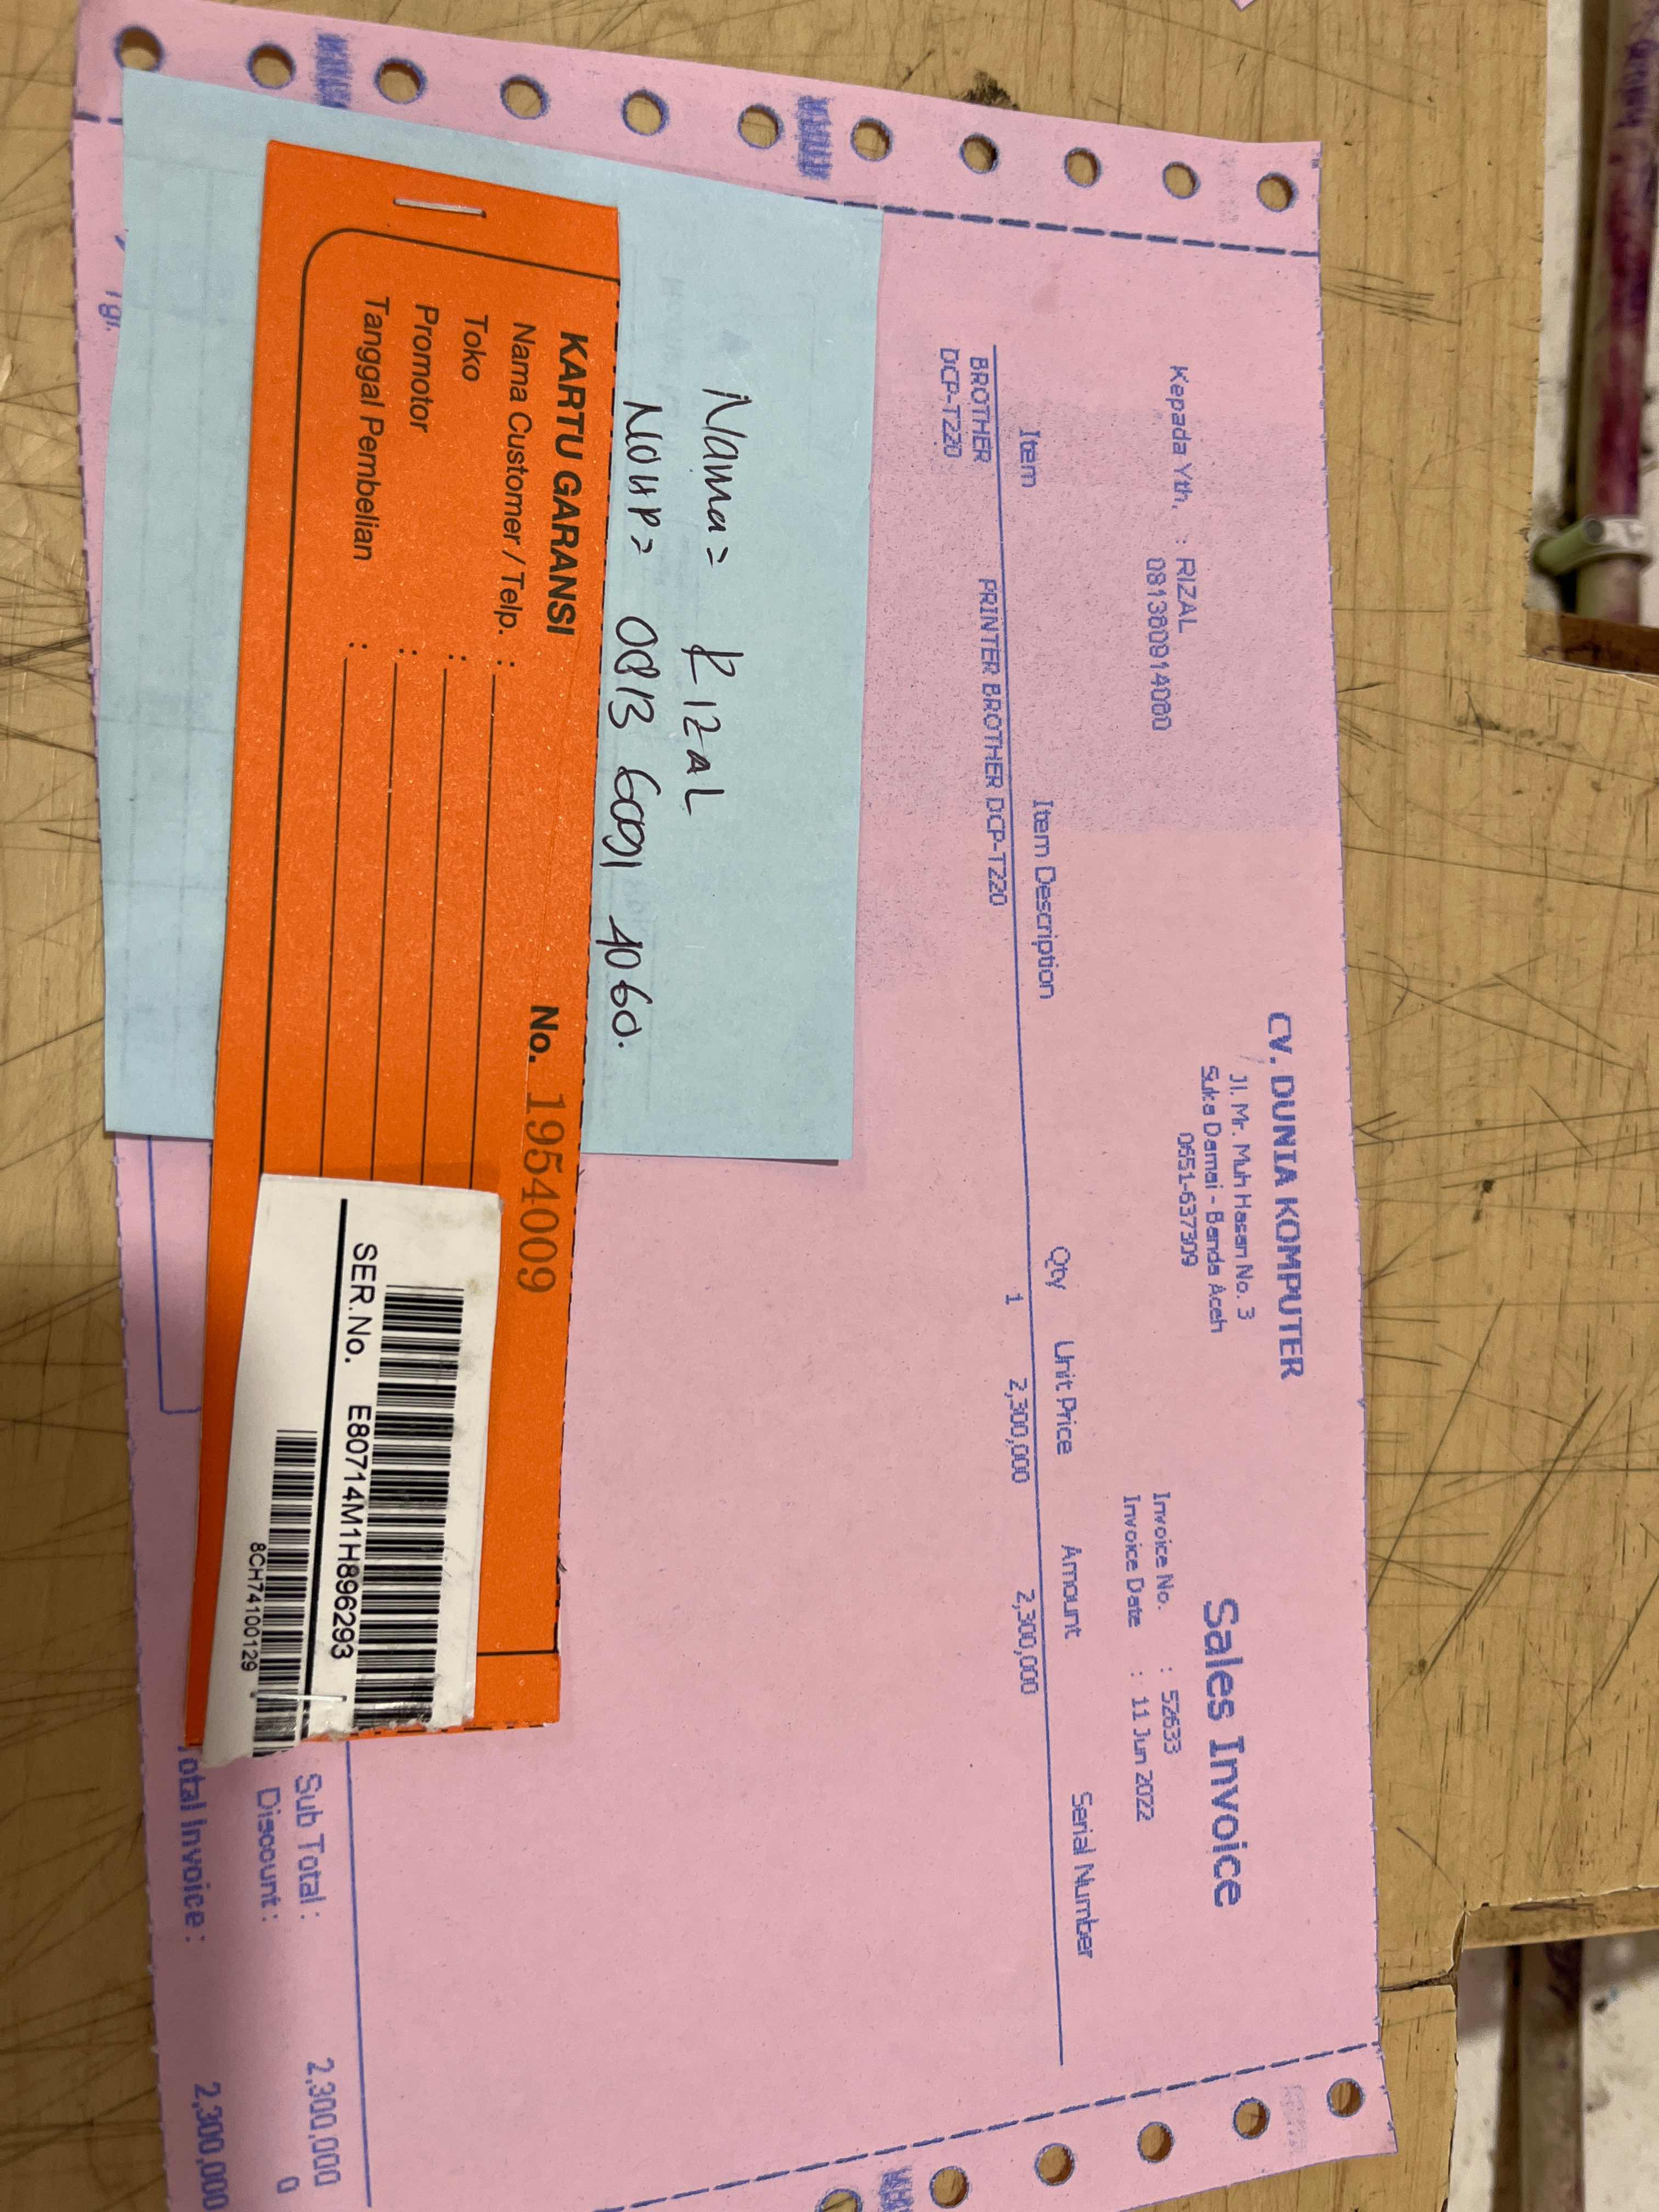 CV. DUNIA KOMPUTER
Jl. Mr. Muh Hasan No. 3
Suka Damai - Banda Aceh
0651-637309
Sales Invoice
Kepada Yth. : RIZAL
Invoice No. : 52633
Invoice Date : 11 Jun 2022
Item Item Description Qty Unit Price Amount Serial Number
BROTHER PRINTER BROTHER DCP-T220 1 2,300,000 2,300,000
DCP-T220
Nama = Rizal
No HP = 0813 6091 4060.
KARTU GARANSI No. 1954009
Nama Customer / Telp. :
Toko :
Promotor :
Tanggal Pembelian :
SER.No. E80714M1H896293
8CH74100129
Sub Total : 2,300,000
Discount : 0
Total Invoice : 2,300,000
Tgl.